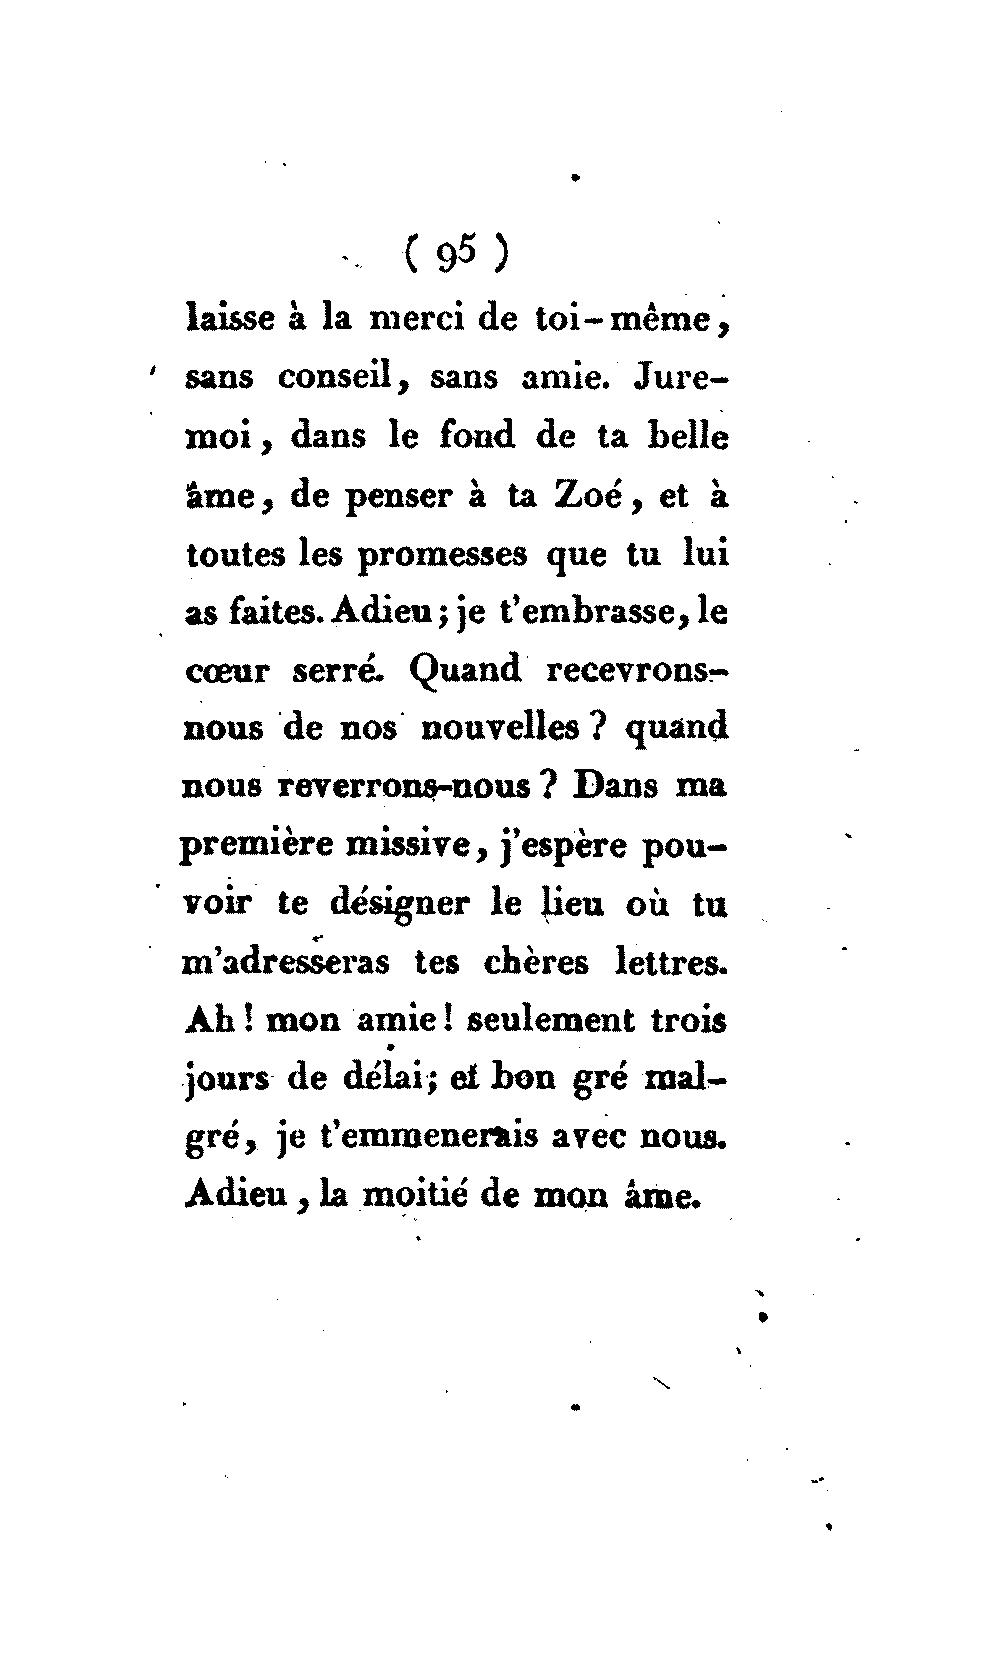 ( 95 )
laisse à la merci de toi-même,
sans conseil, sans amie. Jure-
moi, dans le fond de ta belle
âme, de penser à ta Zoé, et à
toutes les promesses que tu lui
as faites. Adieu; je t'embrasse, le
cœur serré. Quand recevrons-
nous de nos nouvelles ? quand
nous reverrons-nous ? Dans ma
première missive, j'espère pou-
voir te désigner le lieu où tu
m'adresseras tes chères lettres.
Ah ! mon amie ! seulement trois
jours de délai; et bon gré mal-
gré, je t'emmenerais avec nous.
Adieu, la moitié de mon âme.